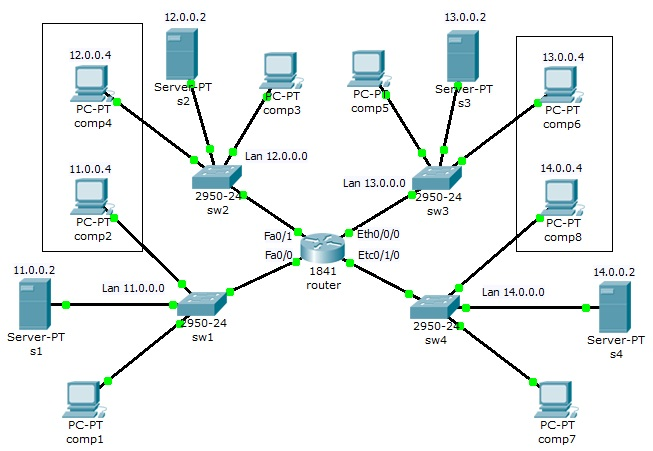 12.0.0.2
13.0.0.2
12.0.0.4
13.0.0.4
Server-PT
s2
Server-PT
s3
PC-PT
comp4
PC-PT
comp3
PC-PT
comp5
PC-PT
comp6
Lan 12.0.0.0
11.0.0.4
14.0.0.4
Lan 13.0.0.0
2950-24
sw2
2950-24
sw3
PC-PT
comp2
PC-PT
comp8
Fa0/1
Eth0/0/0
Fa0/0
Etc0/1/0
1841
router
11.0.0.2
14.0.0.2
Lan 11.0.0.0
Lan 14.0.0.0
Server-PT
s1
2950-24
sw1
2950-24
sw4
Server-PT
s4
PC-PT
comp1
PC-PT
comp7